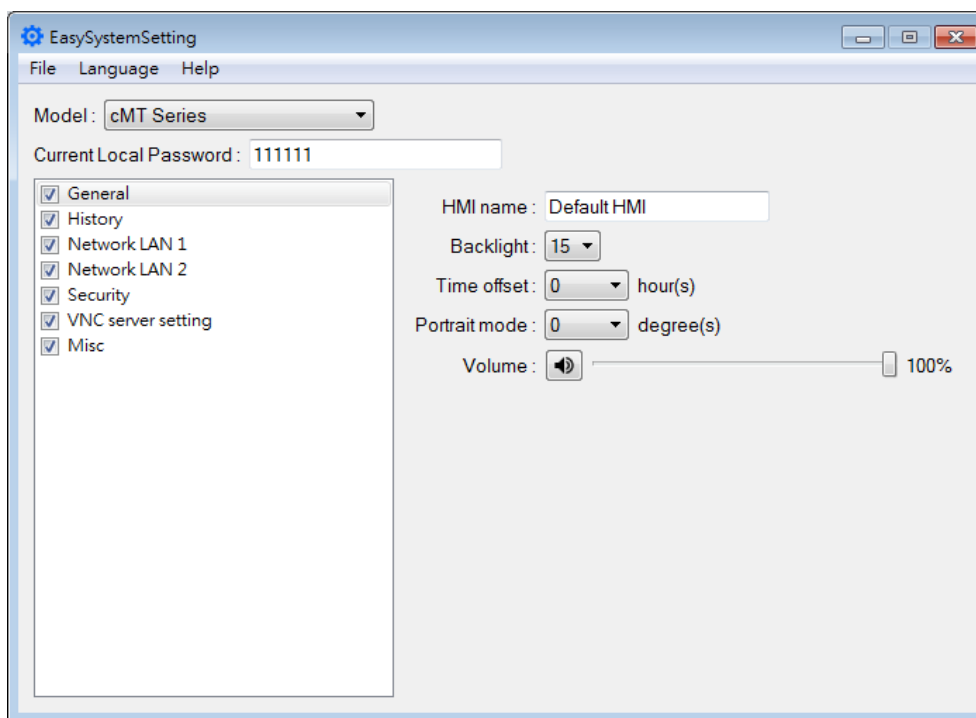 EasySystemSetting
File Language Help
Model : cMT Series
Current Local Password : 111111
General
History
Network LAN 1
Network LAN 2
Security
VNC server setting
Misc
HMI name : Default HMI
Backlight : 15
Time offset : 0 hour(s)
Portrait mode : 0 degree(s)
Volume : 100%